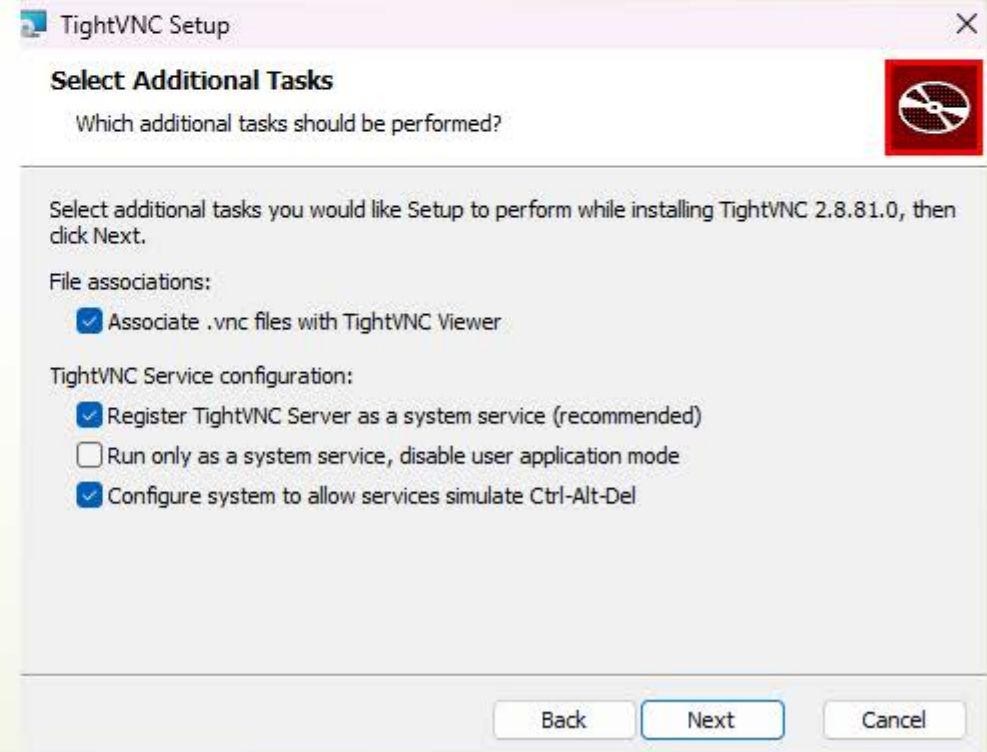 TightVNC Setup
Select Additional Tasks
Which additional tasks should be performed?
Select additional tasks you would like Setup to perform while installing TightVNC 2.8.81.0, then
click Next.
File associations:
Associate .vnc files with TightVNC Viewer
TightVNC Service configuration:
Register TightVNC Server as a system service (recommended)
Run only as a system service, disable user application mode
Configure system to allow services simulate Ctrl-Alt-Del
Back Next Cancel